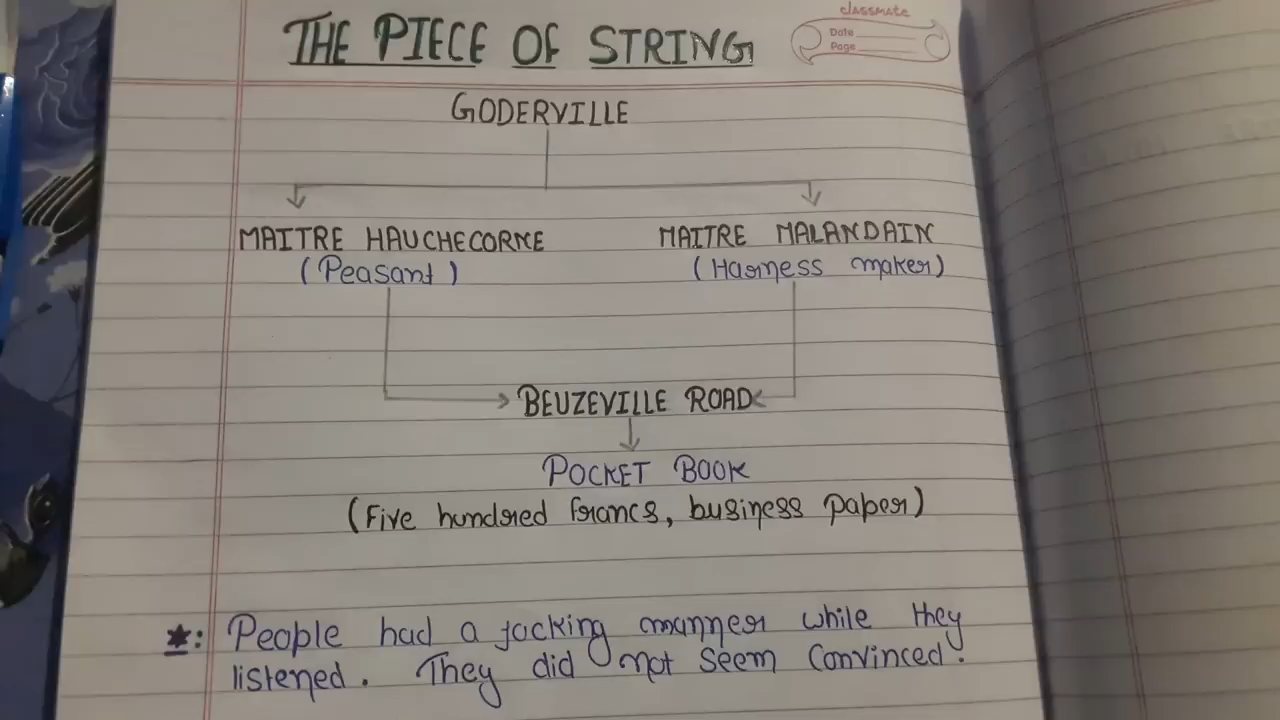 classmate
Date
Page
THE PIECE OF STRING
GODERVILLE
MAITRE HAUCHECORNE MAITRE MALANDAIN
(Peasant) (Harness maker)
BEUZEVILLE ROAD
POCKET BOOK
(Five hundred francs, business paper)
*: People had a jocking manner while they
listened. They did not seem convinced.